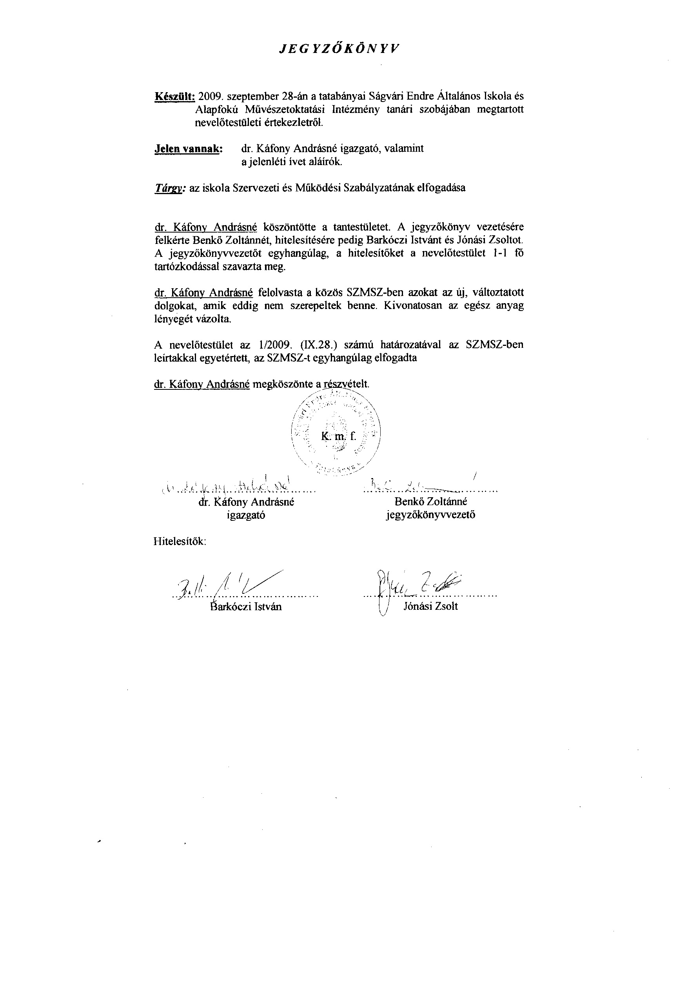 JEGYZŐKÖNYV
Készült: 2009. szeptember 28-án a tatabányai Ságvári Endre Általános Iskola és
Alapfokú Művészetoktatási Intézmény tanári szobájában megtartott
nevelőtestületi értekezletről.
Jelen vannak: dr. Káfony Andrásné igazgató, valamint
a jelenléti ívet aláírók.
Tárgy: az iskola Szervezeti és Működési Szabályzatának elfogadása
dr. Káfony Andrásné köszöntötte a tantestületet. A jegyzőkönyv vezetésére
felkérte Benkő Zoltánnét, hitelesítésére pedig Barkóczi Istvánt és Jónási Zsoltot.
A jegyzőkönyvvezetőt egyhangúlag, a hitelesítőket a nevelőtestület 1-1 fő
tartózkodással szavazta meg.
dr. Káfony Andrásné felolvasta a közös SZMSZ-ben azokat az új, változtatott
dolgokat, amik eddig nem szerepeltek benne. Kivonatosan az egész anyag
lényegét vázolta.
A nevelőtestület az 1/2009. (IX.28.) számú határozatával az SZMSZ-ben
leírtakkal egyetértett, az SZMSZ-t egyhangúlag elfogadta
dr. Káfony Andrásné megköszönte a részvételt.
K. m. f.
dr. Káfony Andrásné Benkő Zoltánné
igazgató jegyzőkönyvvezető
Hitelesítők:
Barkóczi István Jónási Zsolt